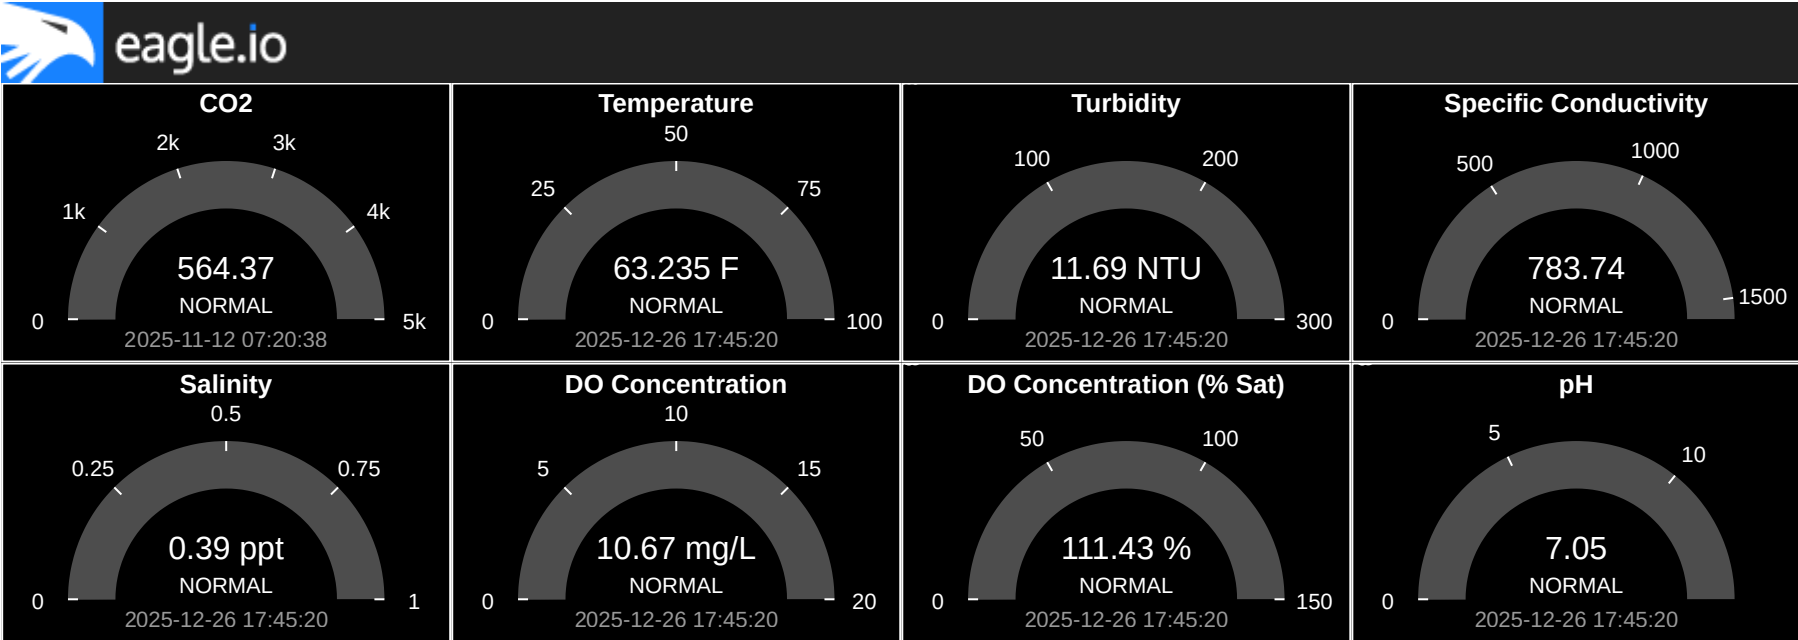 eagle.io
CO2
2k
3k
1k
4k
564.37
NORMAL
0
5k
2025-11-12 07:20:38
Temperature
50
25
75
63.235 F
NORMAL
0
100
2025-12-26 17:45:20
Turbidity
100
200
11.69 NTU
NORMAL
0
300
2025-12-26 17:45:20
Specific Conductivity
500
1000
783.74
NORMAL
1500
0
2025-12-26 17:45:20
Salinity
0.5
0.25
0.75
0.39 ppt
NORMAL
0
1
2025-12-26 17:45:20
DO Concentration
10
5
15
10.67 mg/L
NORMAL
0
20
2025-12-26 17:45:20
DO Concentration (% Sat)
50
100
111.43 %
NORMAL
0
150
2025-12-26 17:45:20
pH
5
10
7.05
NORMAL
0
2025-12-26 17:45:20